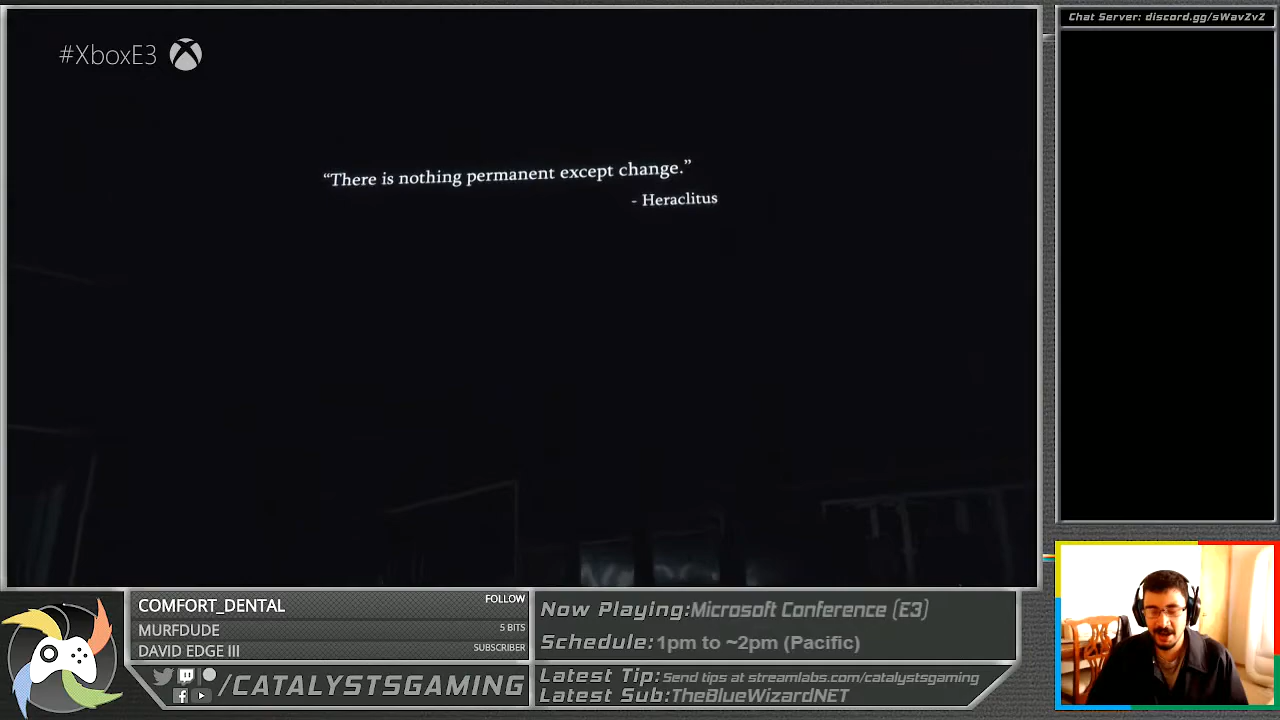 #XboxE3
“There is nothing permanent except change.”
- Heraclitus
Chat Server: discord.gg/sWavZvZ
COMFORT_DENTAL FOLLOW
MURFDUDE 5 BITS
DAVID EDGE III SUBSCRIBER
CATALYSTSGAMING
Now Playing:Microsoft Conference (E3)
Schedule:1pm to ~2pm (Pacific)
Latest Tip:Send tips at streamlabs.com/catalystsgaming
Latest Sub:TheBlueWizardNET